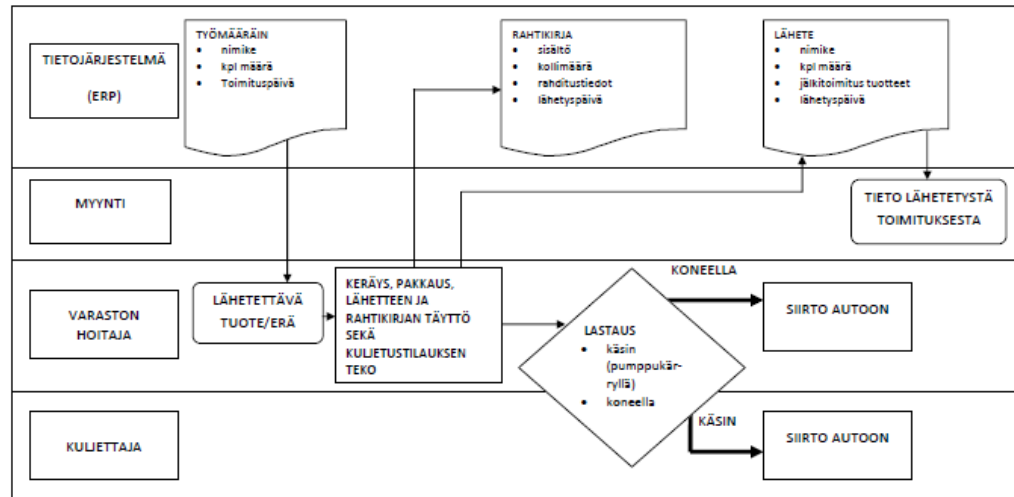 TIETOJÄRJESTELMÄ
(ERP)
TYÖMÄÄRÄIN
• nimike
• kpl määrä
• Toimituspäivä
RAHTIKIRJA
• sisältö
• kollimäärä
• rahditustiedot
• lähetyspäivä
LÄHETE
• nimike
• kpl määrä
• jälkitoimitus tuotteet
• lähetyspäivä
MYYNTI
TIETO LÄHETETYSTÄ
TOIMITUKSESTA
VARASTON
HOITAJA
LÄHETETTÄVÄ
TUOTE/ERÄ
KERÄYS, PAKKAUS,
LÄHETTEEN JA
RAHTIKIRJAN TÄYTTÖ
SEKÄ
KULJETUSTILAUKSEN
TEKO
LASTAUS
• käsin
(pumppukär-
ryllä)
• koneella
KONEELLA
SIIRTO AUTOON
KULJETTAJA
KÄSIN
SIIRTO AUTOON